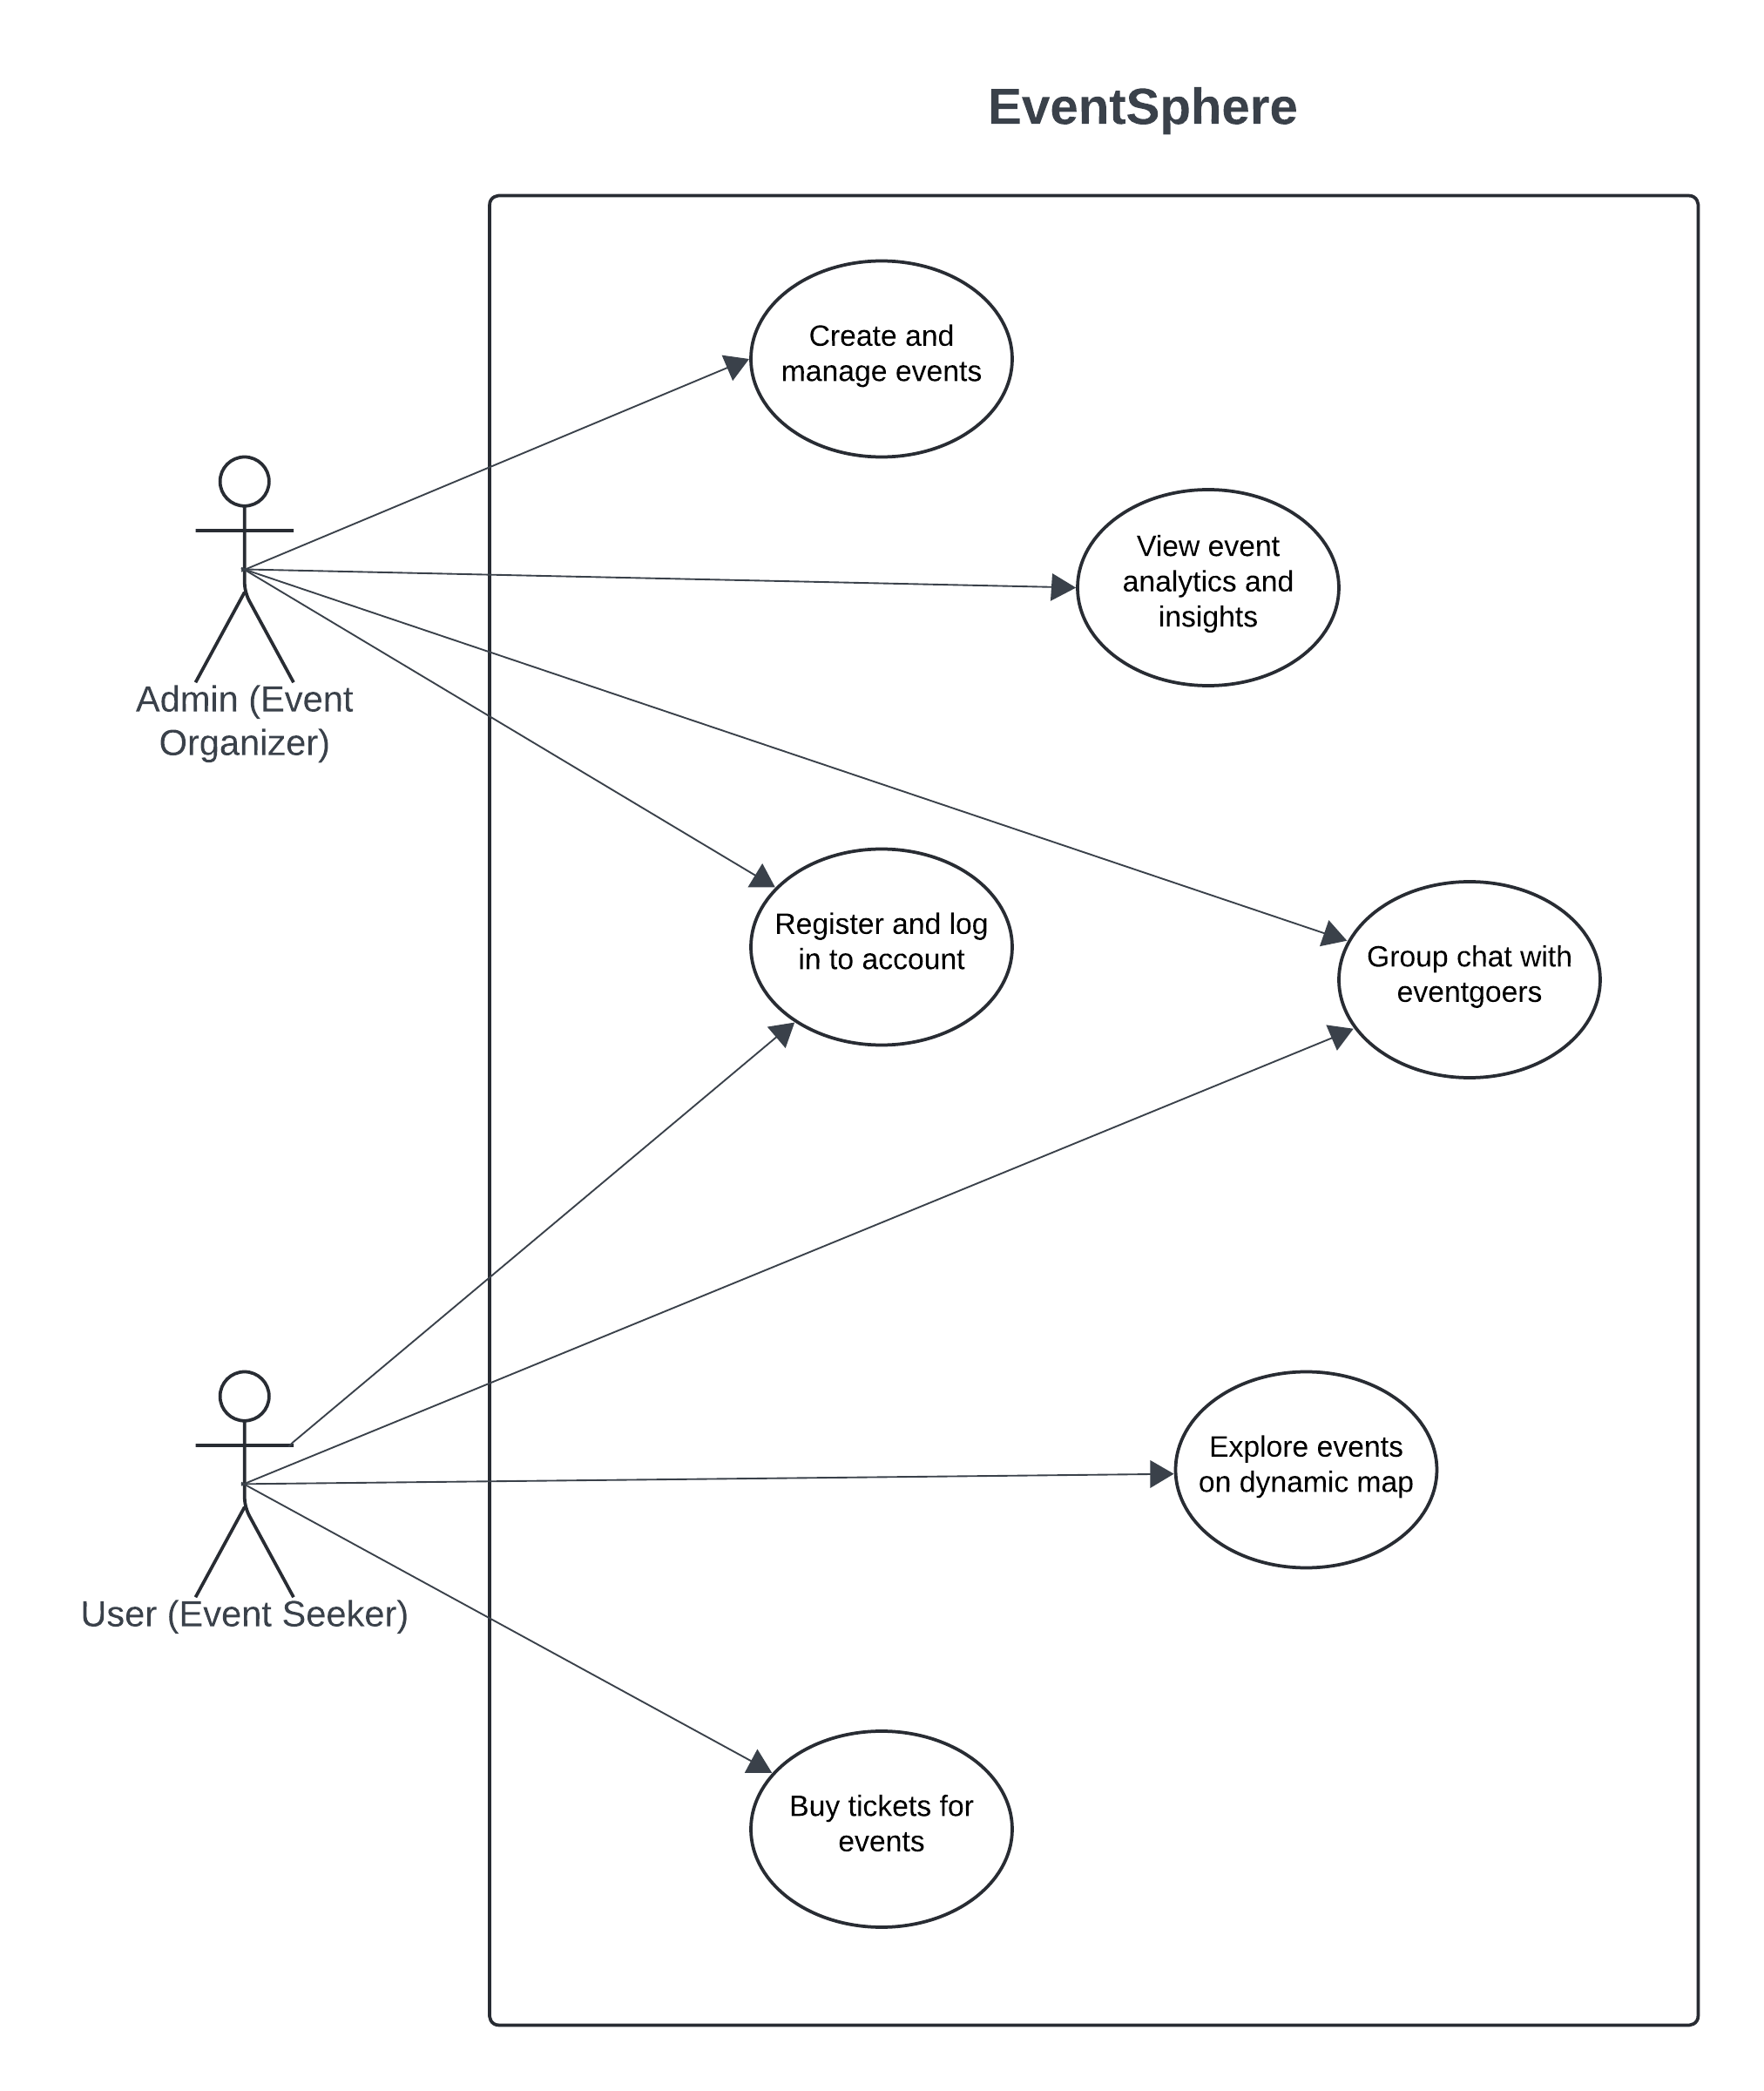 EventSphere
Create and
manage events
View event
analytics and
insights
Admin (Event
Organizer)
Register and log
in to account
Group chat with
eventgoers
Explore events
on dynamic map
User (Event Seeker)
Buy tickets for
events